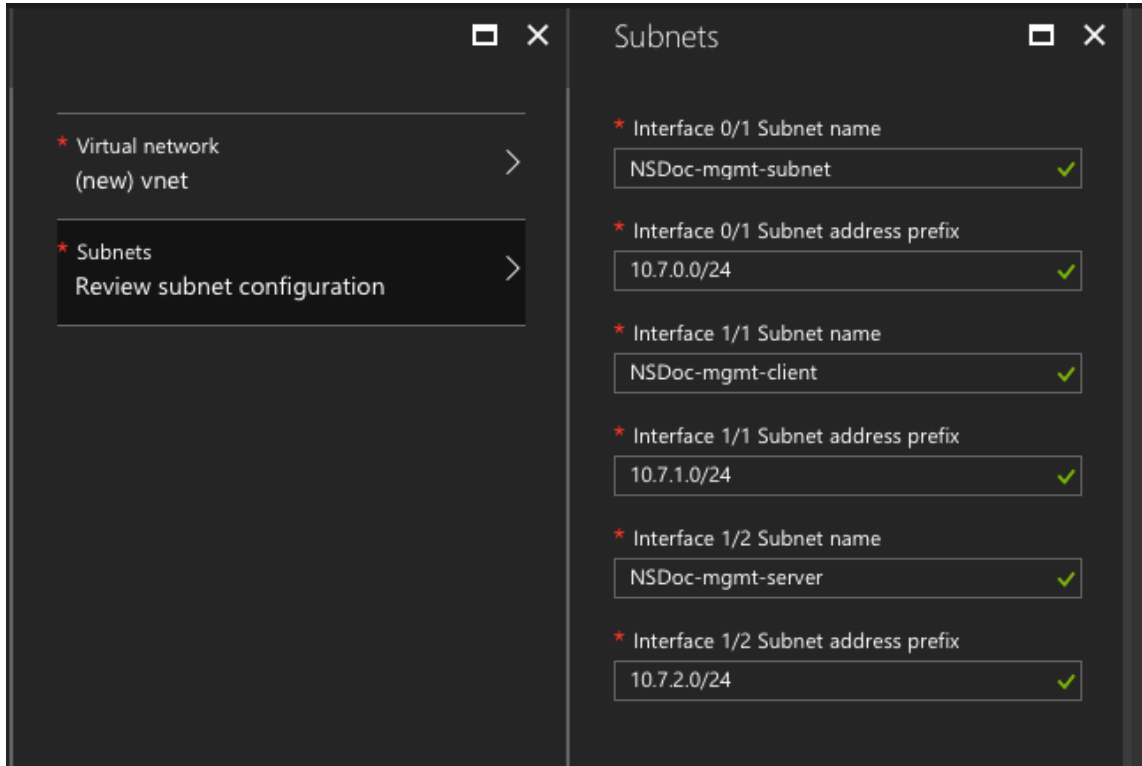 * Virtual network
(new) vnet
* Subnets
Review subnet configuration
Subnets
* Interface 0/1 Subnet name
NSDoc-mgmt-subnet
* Interface 0/1 Subnet address prefix
10.7.0.0/24
* Interface 1/1 Subnet name
NSDoc-mgmt-client
* Interface 1/1 Subnet address prefix
10.7.1.0/24
* Interface 1/2 Subnet name
NSDoc-mgmt-server
* Interface 1/2 Subnet address prefix
10.7.2.0/24